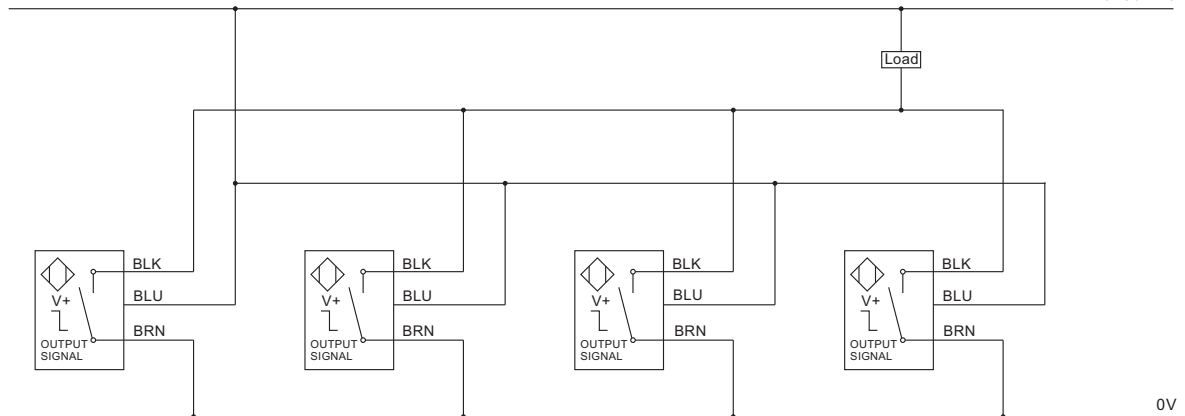 Load
BLK
BLU
BRN
V+
OUTPUT
SIGNAL
BLK
BLU
BRN
V+
OUTPUT
SIGNAL
BLK
BLU
BRN
V+
OUTPUT
SIGNAL
BLK
BLU
BRN
V+
OUTPUT
SIGNAL
0V